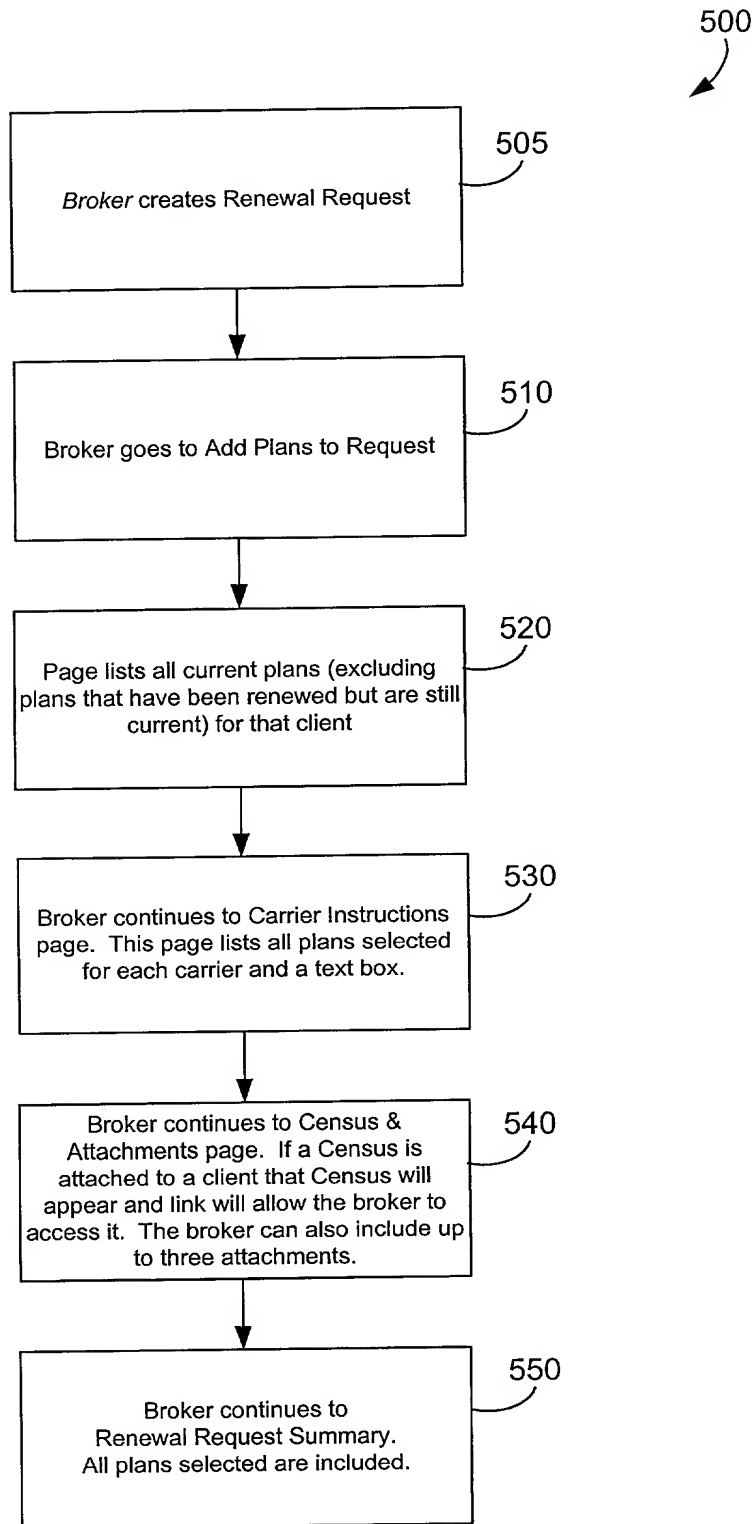 500
505
Broker creates Renewal Request
510
Broker goes to Add Plans to Request
520
Page lists all current plans (excluding
plans that have been renewed but are still
current) for that client
530
Broker continues to Carrier Instructions
page. This page lists all plans selected
for each carrier and a text box.
540
Broker continues to Census &
Attachments page. If a Census is
attached to a client that Census will
appear and link will allow the broker to
access it. The broker can also include up
to three attachments.
550
Broker continues to
Renewal Request Summary.
All plans selected are included.